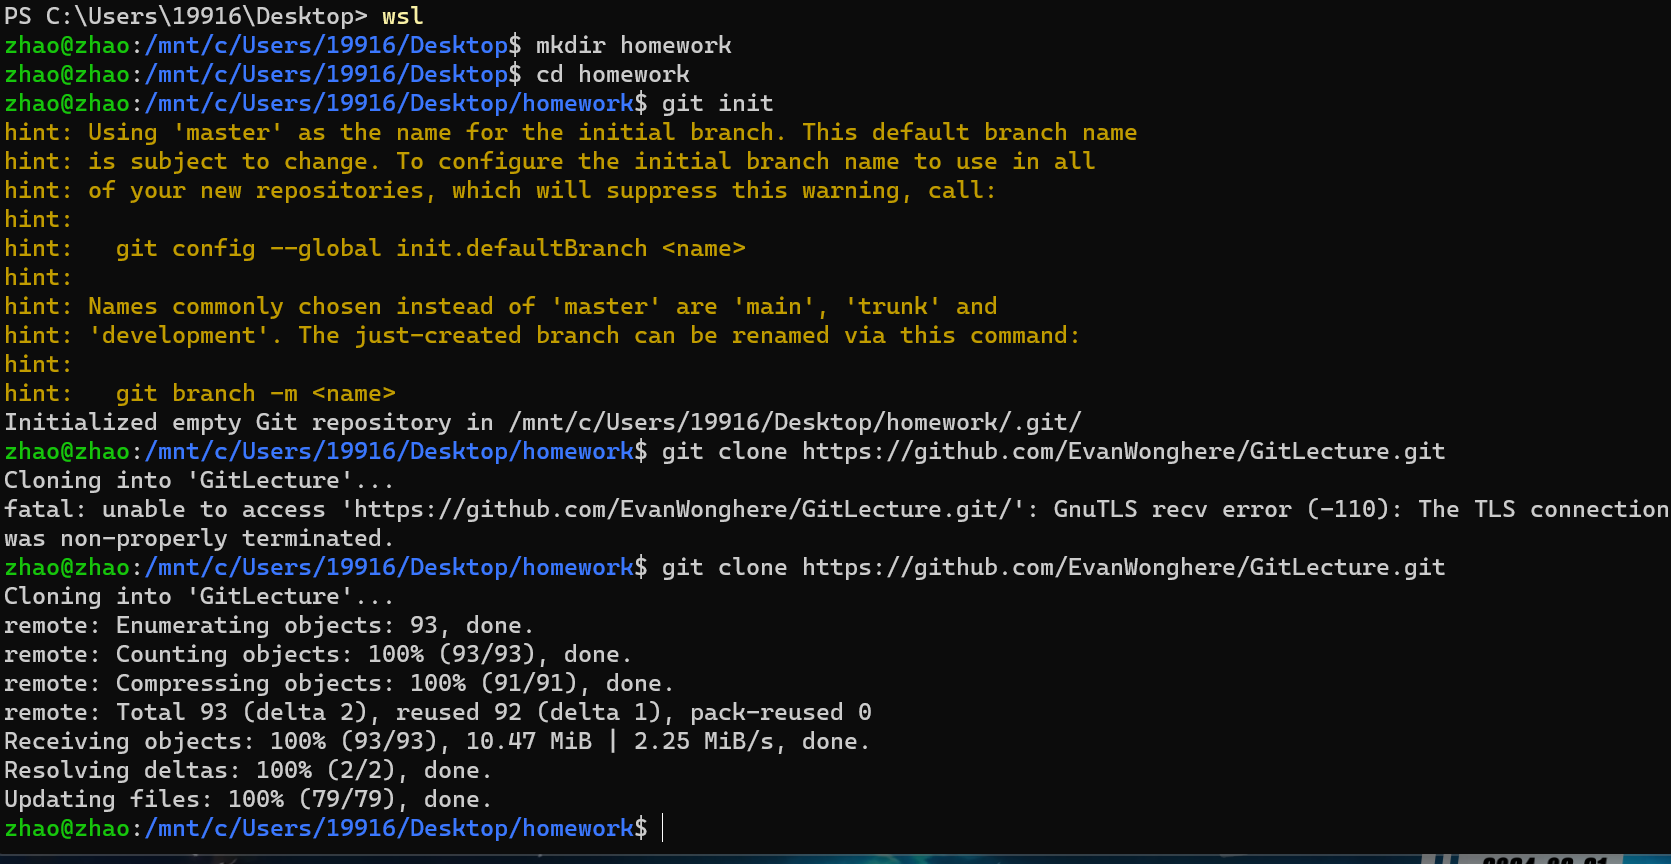 PS C:\Users\19916\Desktop> wsl
zhao@zhao:/mnt/c/Users/19916/Desktop$ mkdir homework
zhao@zhao:/mnt/c/Users/19916/Desktop$ cd homework
zhao@zhao:/mnt/c/Users/19916/Desktop/homework$ git init
hint: Using 'master' as the name for the initial branch. This default branch name
hint: is subject to change. To configure the initial branch name to use in all
hint: of your new repositories, which will suppress this warning, call:
hint:
hint:   git config --global init.defaultBranch <name>
hint:
hint: Names commonly chosen instead of 'master' are 'main', 'trunk' and
hint: 'development'. The just-created branch can be renamed via this command:
hint:
hint:   git branch -m <name>
Initialized empty Git repository in /mnt/c/Users/19916/Desktop/homework/.git/
zhao@zhao:/mnt/c/Users/19916/Desktop/homework$ git clone https://github.com/EvanWonghere/GitLecture.git
Cloning into 'GitLecture'...
fatal: unable to access 'https://github.com/EvanWonghere/GitLecture.git/': GnuTLS recv error (-110): The TLS connection
was non-properly terminated.
zhao@zhao:/mnt/c/Users/19916/Desktop/homework$ git clone https://github.com/EvanWonghere/GitLecture.git
Cloning into 'GitLecture'...
remote: Enumerating objects: 93, done.
remote: Counting objects: 100% (93/93), done.
remote: Compressing objects: 100% (91/91), done.
remote: Total 93 (delta 2), reused 92 (delta 1), pack-reused 0
Receiving objects: 100% (93/93), 10.47 MiB | 2.25 MiB/s, done.
Resolving deltas: 100% (2/2), done.
Updating files: 100% (79/79), done.
zhao@zhao:/mnt/c/Users/19916/Desktop/homework$